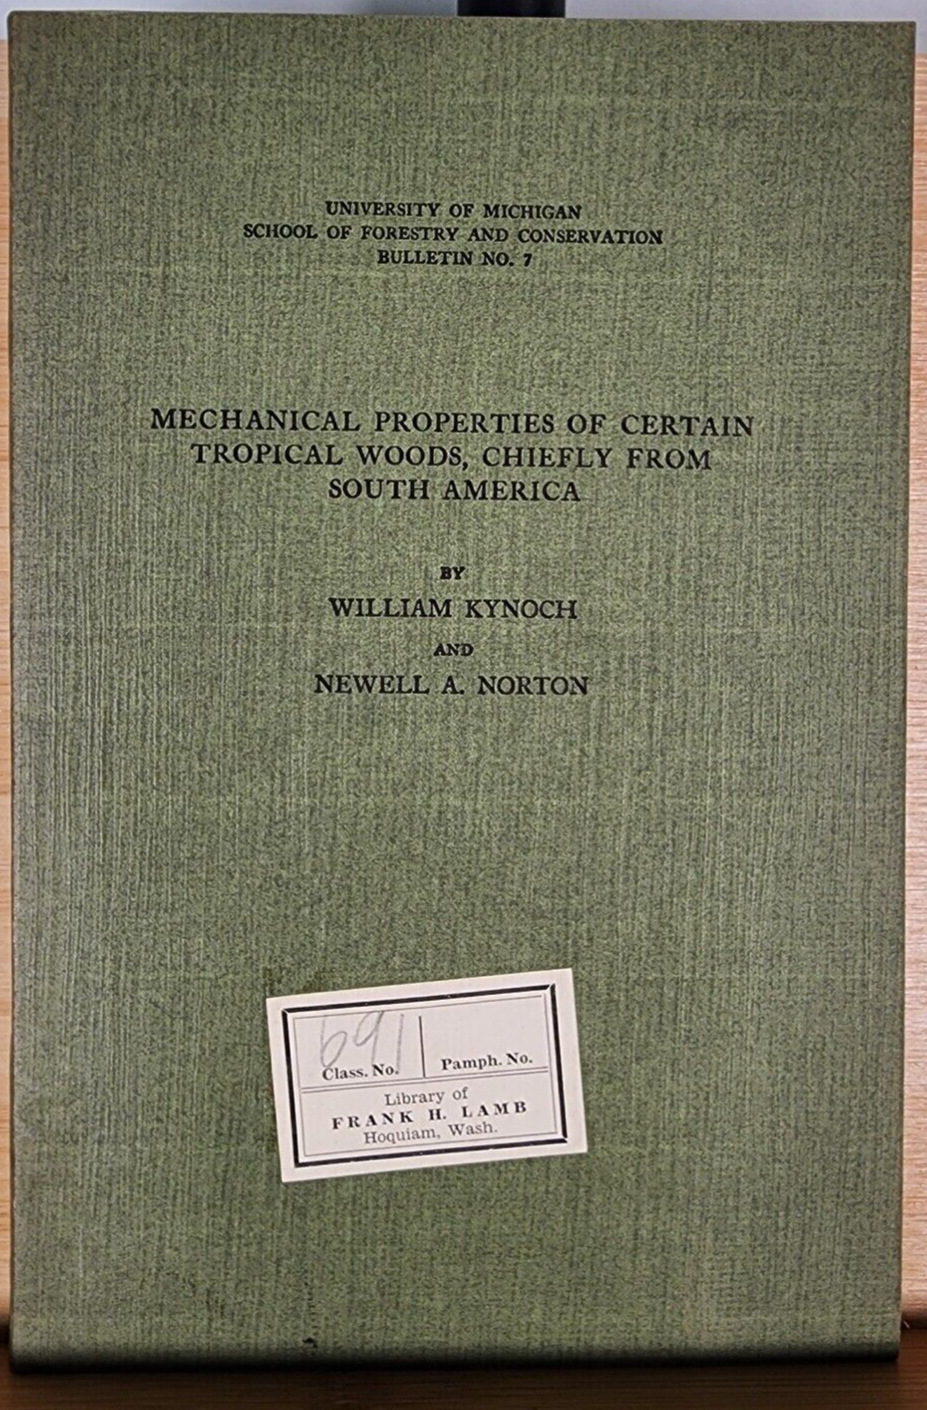 UNIVERSITY OF MICHIGAN
SCHOOL OF FORESTRY AND CONSERVATION
BULLETIN NO. 7
MECHANICAL PROPERTIES OF CERTAIN
TROPICAL WOODS, CHIEFLY FROM
SOUTH AMERICA
BY
WILLIAM KYNOCH
AND
NEWELL A. NORTON
691
Class. No. Pamph. No.
Library of
FRANK H. LAMB
Hoquiam, Wash.